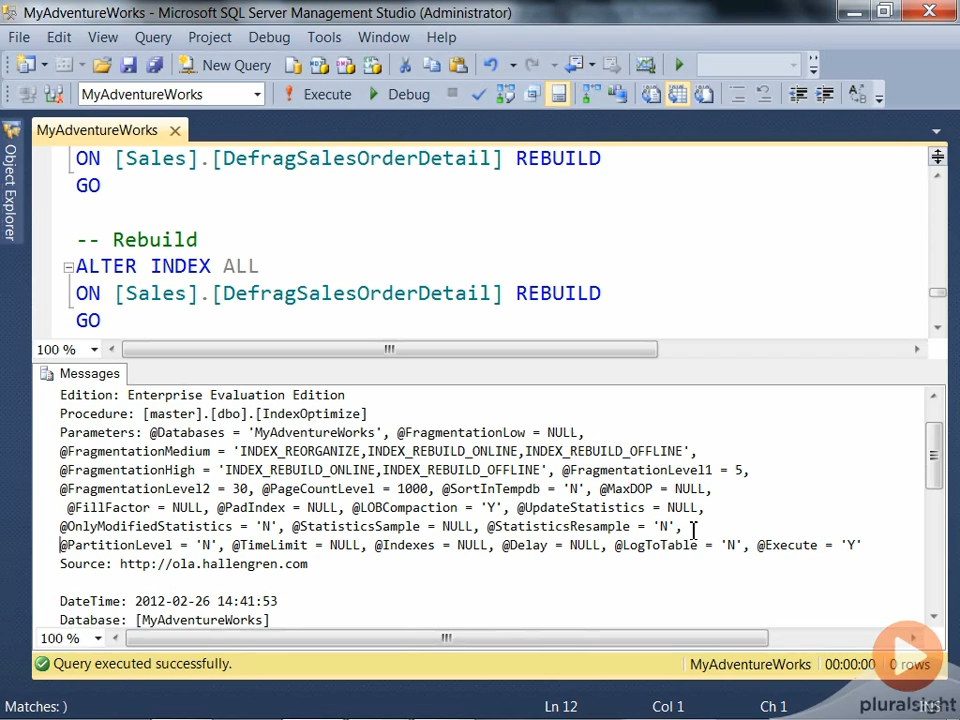 MyAdventureWorks - Microsoft SQL Server Management Studio (Administrator)
File Edit View Query Project Debug Tools Window Help
New Query
MyAdventureWorks Execute Debug
Object Explorer
MyAdventureWorks
ON [Sales].[DefragSalesOrderDetail] REBUILD
GO
-- Rebuild
ALTER INDEX ALL
ON [Sales].[DefragSalesOrderDetail] REBUILD
GO
100 %
Messages
Edition: Enterprise Evaluation Edition
Procedure: [master].[dbo].[IndexOptimize]
Parameters: @Databases = 'MyAdventureWorks', @FragmentationLow = NULL,
@FragmentationMedium = 'INDEX_REORGANIZE,INDEX_REBUILD_ONLINE,INDEX_REBUILD_OFFLINE',
@FragmentationHigh = 'INDEX_REBUILD_ONLINE,INDEX_REBUILD_OFFLINE', @FragmentationLevel1 = 5,
@FragmentationLevel2 = 30, @PageCountLevel = 1000, @SortInTempdb = 'N', @MaxDOP = NULL,
@FillFactor = NULL, @PadIndex = NULL, @LOBCompaction = 'Y', @UpdateStatistics = NULL,
@OnlyModifiedStatistics = 'N', @StatisticsSample = NULL, @StatisticsResample = 'N',
@PartitionLevel = 'N', @TimeLimit = NULL, @Indexes = NULL, @Delay = NULL, @LogToTable = 'N', @Execute = 'Y'
Source: http://ola.hallengren.com
DateTime: 2012-02-26 14:41:53
Database: [MyAdventureWorks]
100 %
Query executed successfully. MyAdventureWorks 00:00:00 0 rows
Matches: ) Ln 12 Col 1 Ch 1 INS
pluralsight